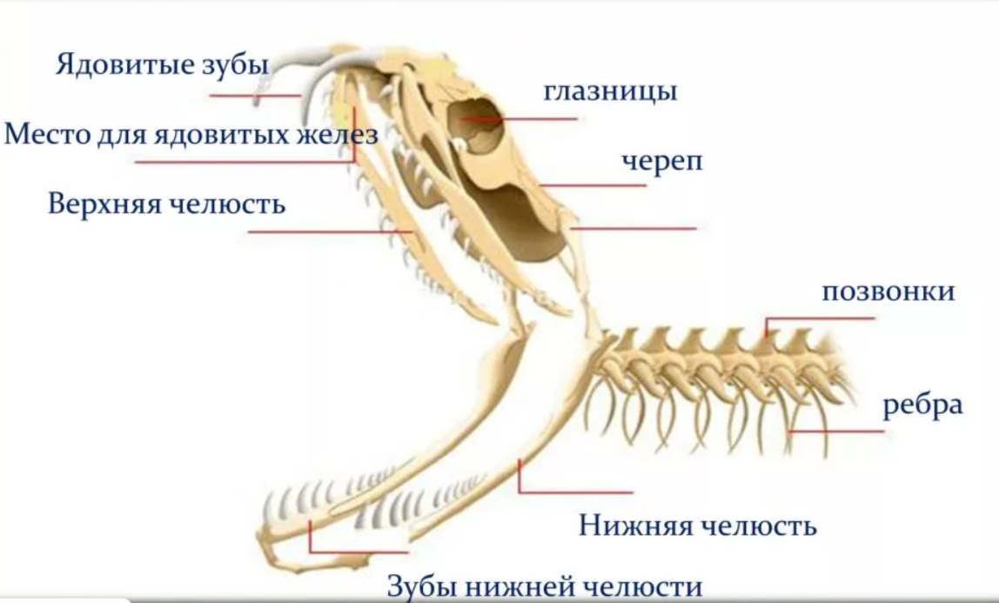 Ядовитые зубы
глазницы
Место для ядовитых желез
череп
Верхняя челюсть
позвонки
ребра
Нижняя челюсть
Зубы нижней челюсти